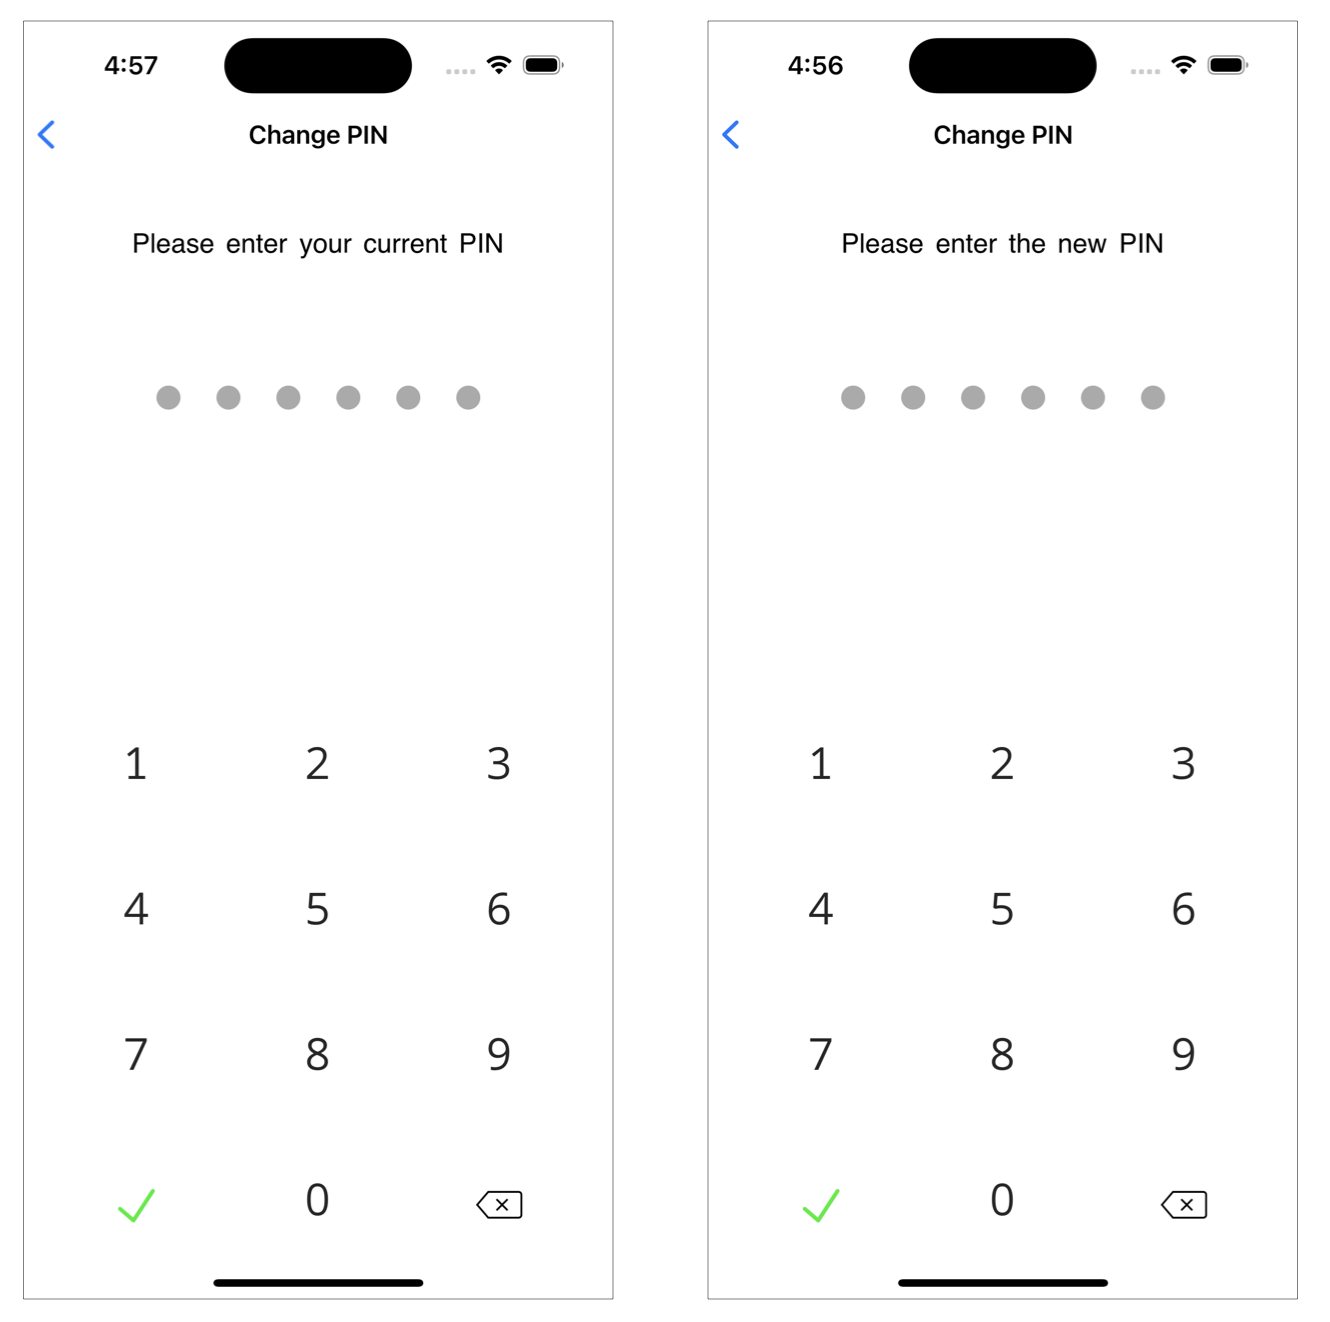 4:57
Change PIN
Please enter your current PIN
1 2 3
4 5 6
7 8 9
0
4:56
Change PIN
Please enter the new PIN
1 2 3
4 5 6
7 8 9
0